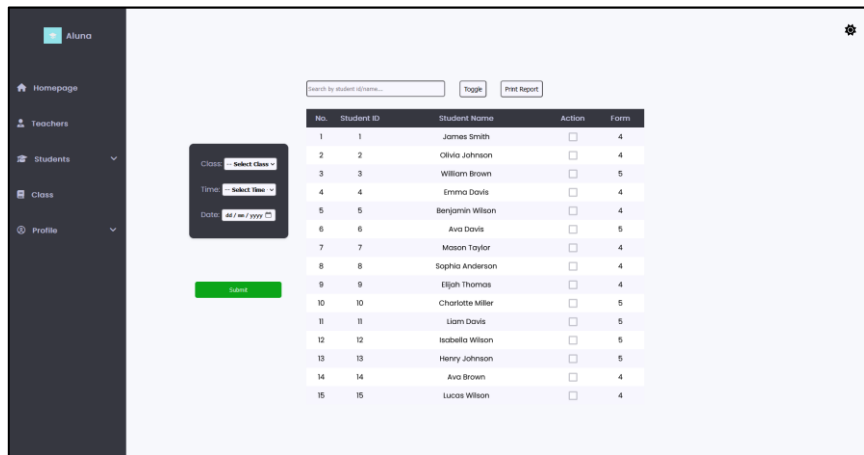 Aluna
Homepage
Teachers
Students
Class
Profile
Class: -- Select Class --
Time: -- Select Time --
Date: dd / mm / yyyy
Submit
Search by student id/name...
Toggle
Print Report
No. Student ID Student Name Action Form
1 1 James Smith 4
2 2 Olivia Johnson 4
3 3 William Brown 5
4 4 Emma Davis 4
5 5 Benjamin Wilson 4
6 6 Ava Davis 5
7 7 Mason Taylor 4
8 8 Sophia Anderson 4
9 9 Elijah Thomas 4
10 10 Charlotte Miller 5
11 11 Liam Davis 5
12 12 Isabella Wilson 5
13 13 Henry Johnson 5
14 14 Ava Brown 4
15 15 Lucas Wilson 4